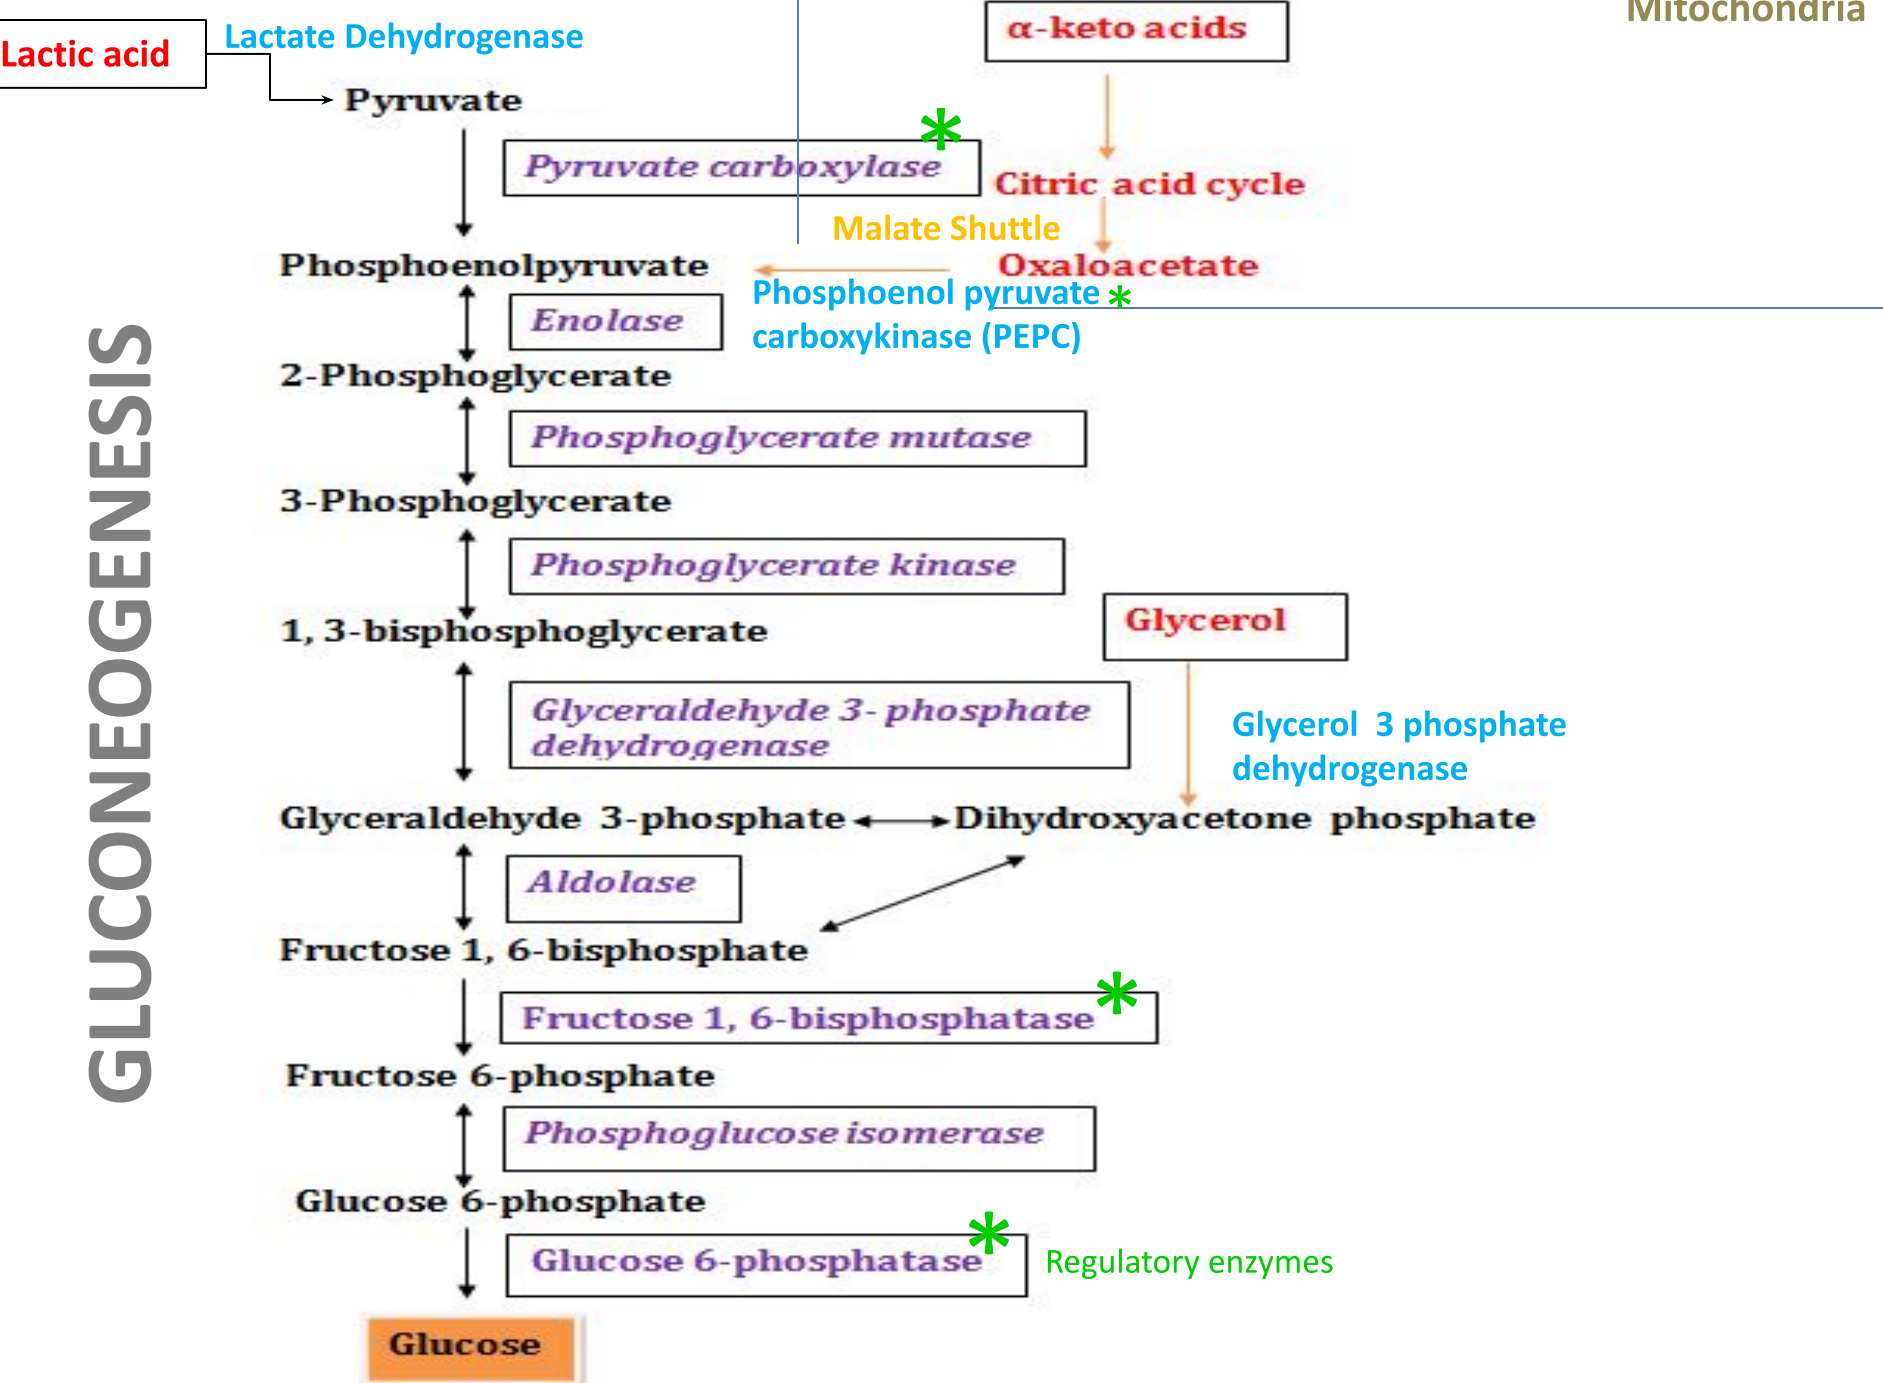 Mitochondria
α-keto acids
Lactic acid
Lactate Dehydrogenase
Pyruvate
*
Pyruvate carboxylase
Citric acid cycle
Malate Shuttle
Phosphoenolpyruvate
Oxaloacetate
Phosphoenol pyruvate *
carboxykinase (PEPC)
Enolase
2-Phosphoglycerate
Phosphoglycerate mutase
3-Phosphoglycerate
Phosphoglycerate kinase
1, 3-bisphosphoglycerate
Glycerol
Glyceraldehyde 3- phosphate
dehydrogenase
Glycerol 3 phosphate
dehydrogenase
Glyceraldehyde 3-phosphate
Dihydroxyacetone phosphate
Aldolase
Fructose 1, 6-bisphosphate
Fructose 1, 6-bisphosphatase *
Fructose 6-phosphate
Phosphoglucose isomerase
Glucose 6-phosphate
Glucose 6-phosphatase *
Regulatory enzymes
Glucose
GLUCONEOGENESIS